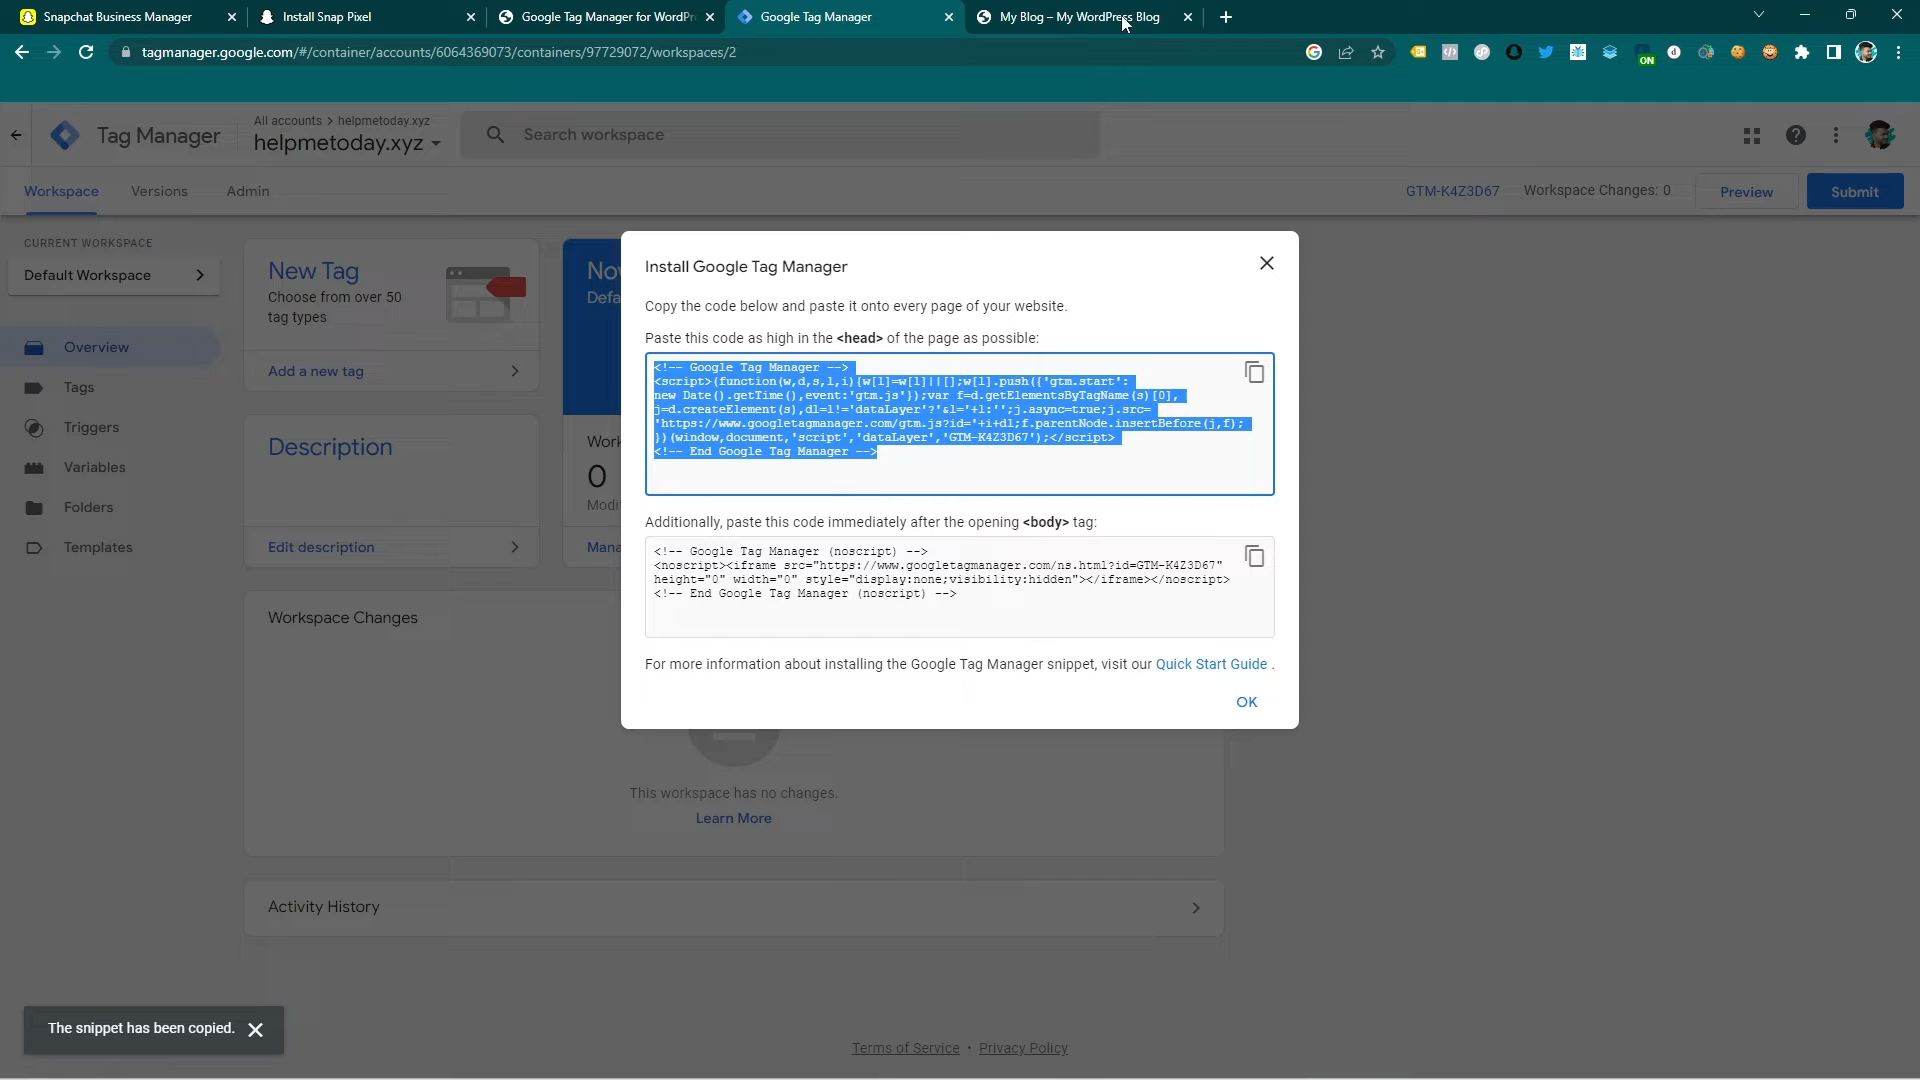 Snapchat Business Manager
Install Snap Pixel
Google Tag Manager for WordPr
Google Tag Manager
My Blog – My WordPress Blog
tagmanager.google.com/#/container/accounts/6064369073/containers/97729072/workspaces/2
ON
Tag Manager
All accounts > helpmetoday.xyz
helpmetoday.xyz
Search workspace
Workspace
Versions
Admin
GTM-K4Z3D67
Workspace Changes: 0
Preview
Submit
CURRENT WORKSPACE
Default Workspace
Overview
Tags
Triggers
Variables
Folders
Templates
New Tag
Choose from over 50
tag types
Add a new tag
Description
Edit description
Workspace Changes
This workspace has no changes.
Learn More
Activity History
Install Google Tag Manager
Copy the code below and paste it onto every page of your website.
Paste this code as high in the <head> of the page as possible:
<!-- Google Tag Manager -->
<script>(function(w,d,s,l,i){w[l]=w[l]||[];w[l].push({'gtm.start':
new Date().getTime(),event:'gtm.js'});var f=d.getElementsByTagName(s)[0],
j=d.createElement(s),dl=l!='dataLayer'?'&l='+l:'';j.async=true;j.src=
'https://www.googletagmanager.com/gtm.js?id='+i+dl;f.parentNode.insertBefore(j,f);
})(window,document,'script','dataLayer','GTM-K4Z3D67');</script>
<!-- End Google Tag Manager -->
Additionally, paste this code immediately after the opening <body> tag:
<!-- Google Tag Manager (noscript) -->
<noscript><iframe src="https://www.googletagmanager.com/ns.html?id=GTM-K4Z3D67"
height="0" width="0" style="display:none;visibility:hidden"></iframe></noscript>
<!-- End Google Tag Manager (noscript) -->
For more information about installing the Google Tag Manager snippet, visit our Quick Start Guide .
OK
The snippet has been copied.
Terms of Service • Privacy Policy